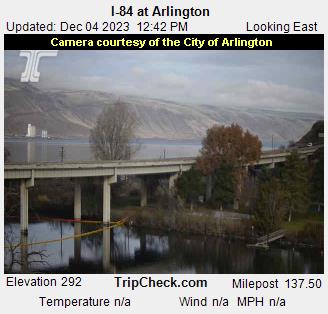 I-84 at Arlington
Updated: Dec 04 2023 12:42 PM Looking East
Camera courtesy of the City of Arlington
Elevation 292 TripCheck.com Milepost 137.50
Temperature n/a Wind n/a MPH n/a